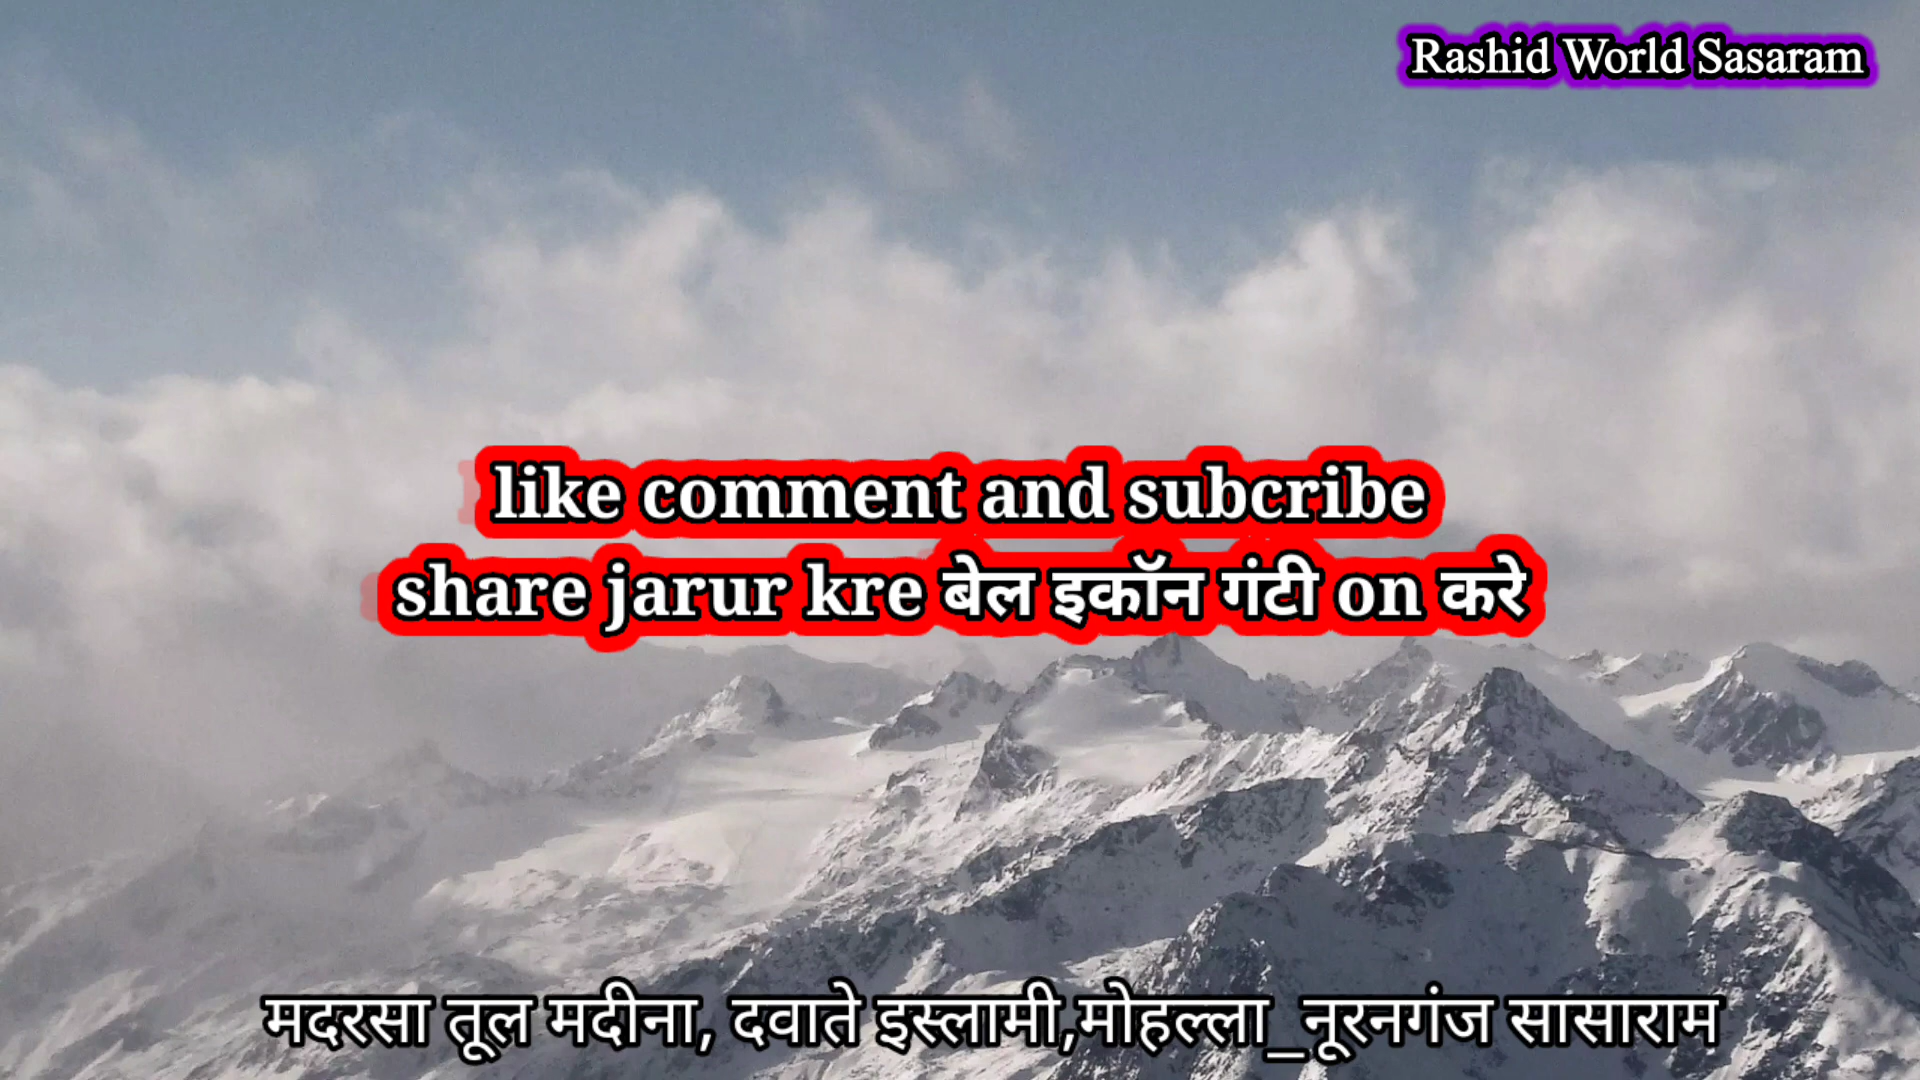 Rashid World Sasaram
like comment and subcribe
share jarur kre बेल इकॉन गंटी on करे
मदरसा तूल मदीना, दवाते इस्लामी,मोहल्ला_नूरनगंज सासाराम